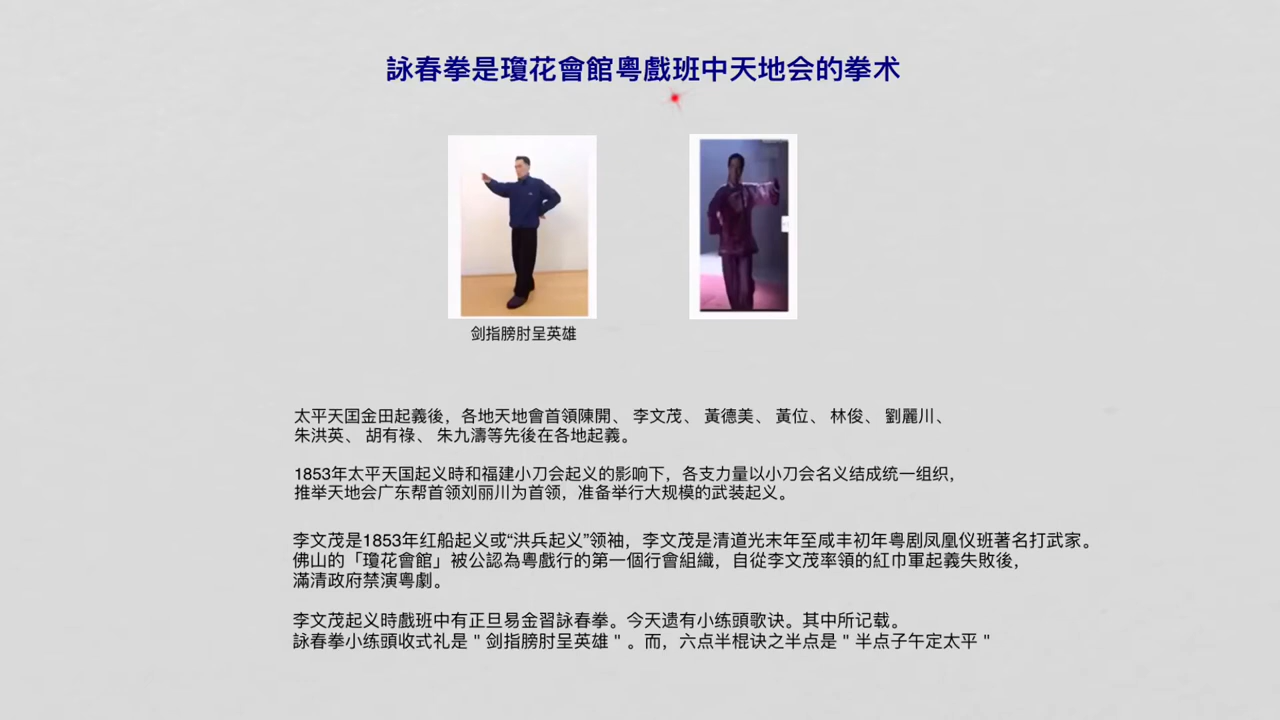 詠春拳是瓊花會館粵戲班中天地会的拳术
剑指膀肘呈英雄
太平天囯金田起義後，各地天地會首領陳開、 李文茂、 黃德美、 黃位、 林俊、 劉麗川、
朱洪英、 胡有祿、 朱九濤等先後在各地起義。
1853年太平天国起义時和福建小刀会起义的影响下，各支力量以小刀会名义结成统一组织，
推举天地会广东帮首领刘丽川为首领，准备举行大规模的武装起义。
李文茂是1853年红船起义或“洪兵起义”领袖，李文茂是清道光末年至咸丰初年粤剧凤凰仪班著名打武家。
佛山的「瓊花會館」被公認為粵戲行的第一個行會組織，自從李文茂率領的紅巾軍起義失敗後，
滿清政府禁演粵劇。
李文茂起义時戲班中有正旦易金習詠春拳。今天遗有小练頭歌诀。其中所记载。
詠春拳小练頭收式礼是＂剑指膀肘呈英雄＂。而，六点半棍诀之半点是＂半点子午定太平＂